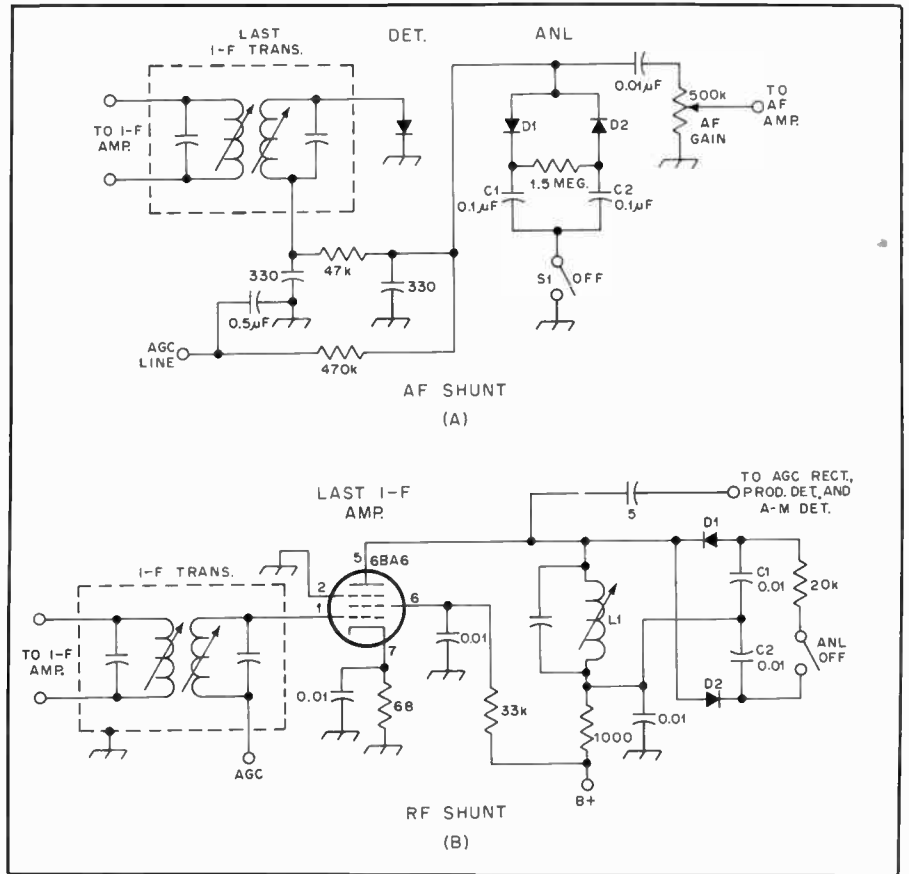 LAST
I-F TRANS.
DET.
ANL
TO I-F
AMP.
0.01µF
500k
AF
GAIN
TO
AF
AMP.
D1
D2
1.5 MEG.
C1
0.1µF
C2
0.1µF
S1
OFF
330
47k
330
0.5µF
AGC
LINE
470k
AF SHUNT
(A)
LAST I-F
AMP.
TO AGC RECT.,
PROD. DET., AND
A-M DET.
5
I-F TRANS.
5
6BA6
2
1
6
7
TO I-F
AMP.
AGC
0.01
68
0.01
33k
L1
1000
B+
0.01
D1
D2
C1
0.01
C2
0.01
20k
ANL
OFF
RF SHUNT
(B)